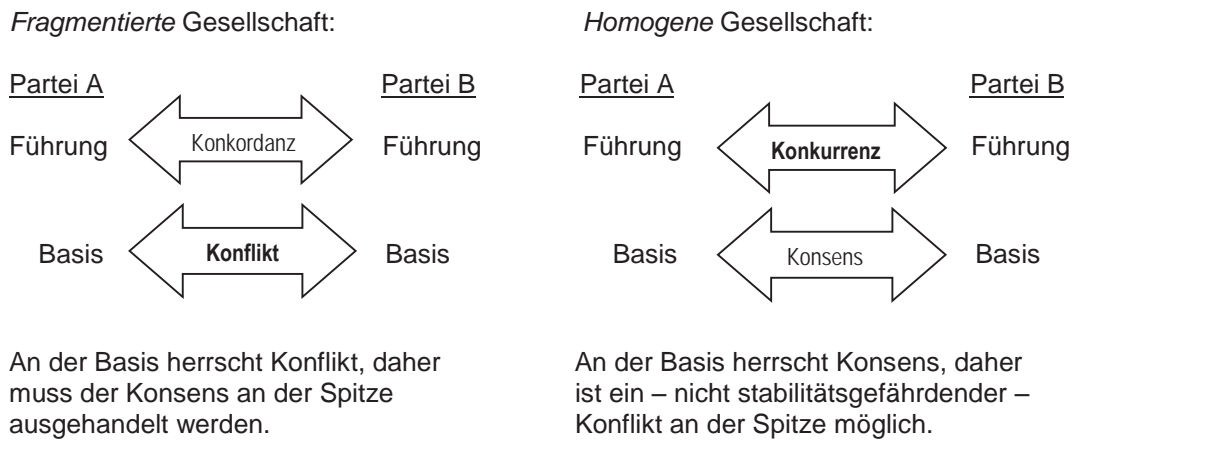 Fragmentierte Gesellschaft:
Partei A Partei B
Führung Konkordanz Führung
Basis Konflikt Basis
An der Basis herrscht Konflikt, daher
muss der Konsens an der Spitze
ausgehandelt werden.
Homogene Gesellschaft:
Partei A Partei B
Führung Konkurrenz Führung
Basis Konsens Basis
An der Basis herrscht Konsens, daher
ist ein – nicht stabilitätsgefährdender –
Konflikt an der Spitze möglich.